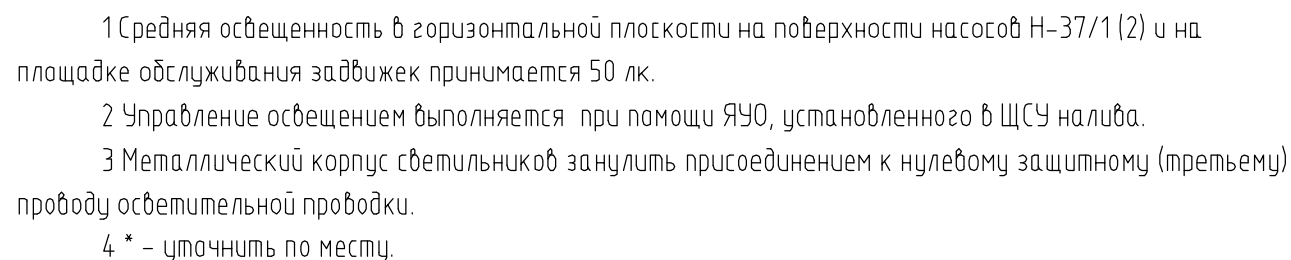 1 Средняя освещенность в горизонтальной плоскости на поверхности насосов Н-37/1 (2) и на
площадке обслуживания задвижек принимается 50 лк.
2 Управление освещением выполняется при помощи ЯУО, установленного в ЩСУ налива.
3 Металлический корпус светильников занулить присоединением к нулевому защитному (третьему)
проводу осветительной проводки.
4 * - уточнить по месту.